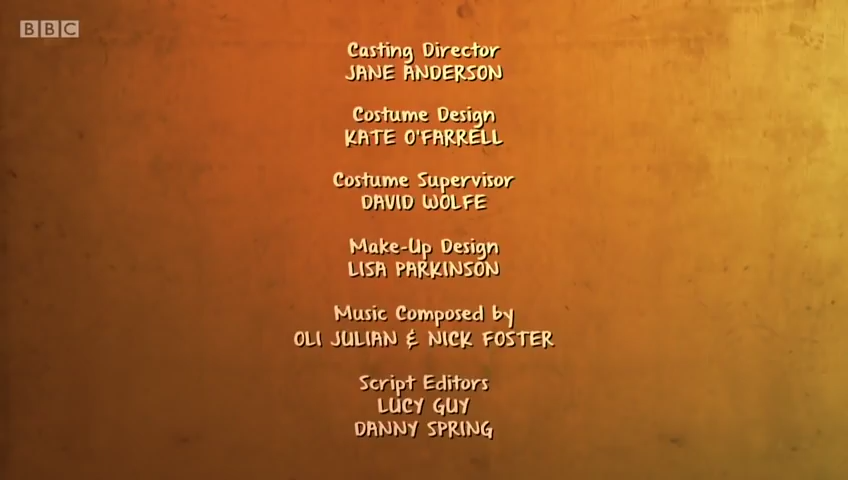 BBC
Casting Director
JANE ANDERSON
Costume Design
KATE O'FARRELL
Costume Supervisor
DAVID WOLFE
Make-Up Design
LISA PARKINSON
Music Composed by
OLI JULIAN & NICK FOSTER
Script Editors
LUCY GUY
DANNY SPRING